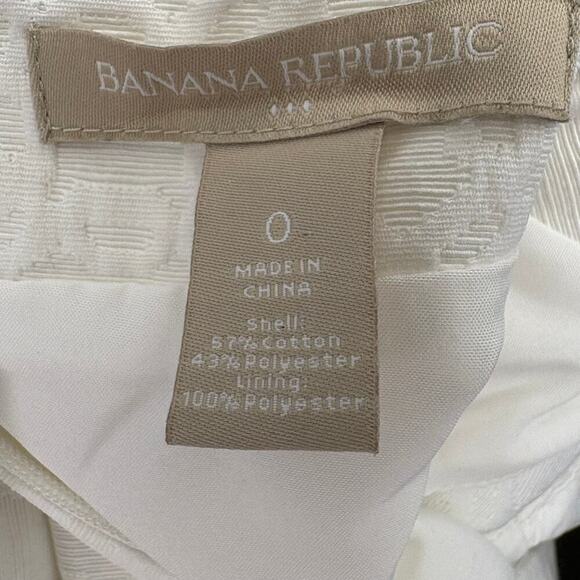 BANANA REPUBLIC
0
MADE IN
CHINA
Shell:
57% Cotton
43% Polyester
Lining:
100% Polyester